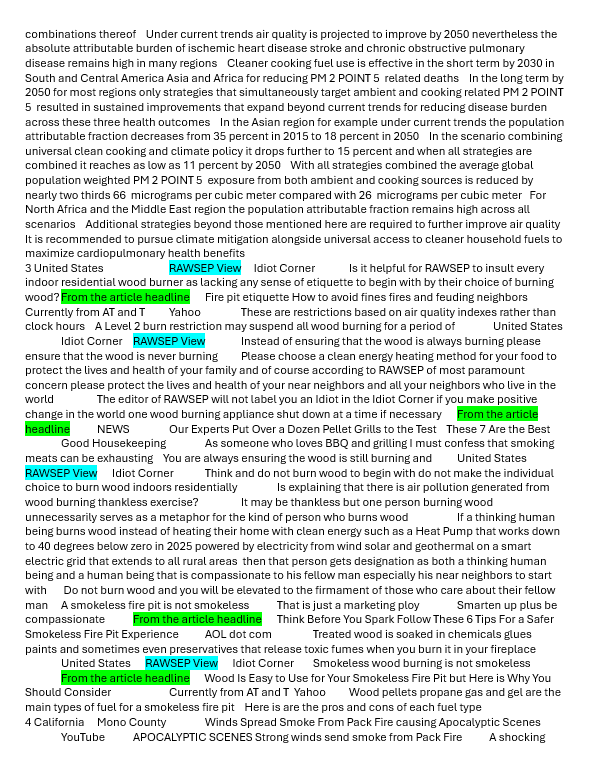 combinations thereof Under current trends air quality is projected to improve by 2050 nevertheless the
absolute attributable burden of ischemic heart disease stroke and chronic obstructive pulmonary
disease remains high in many regions Cleaner cooking fuel use is effective in the short term by 2030 in
South and Central America Asia and Africa for reducing PM 2 POINT 5 related deaths In the long term by
2050 for most regions only strategies that simultaneously target ambient and cooking related PM 2 POINT
5 resulted in sustained improvements that expand beyond current trends for reducing disease burden
across these three health outcomes In the Asian region for example under current trends the population
attributable fraction decreases from 35 percent in 2015 to 18 percent in 2050 In the scenario combining
universal clean cooking and climate policy it drops further to 15 percent and when all strategies are
combined it reaches as low as 11 percent by 2050 With all strategies combined the average global
population weighted PM 2 POINT 5 exposure from both ambient and cooking sources is reduced by
nearly two thirds 66 micrograms per cubic meter compared with 26 micrograms per cubic meter For
North Africa and the Middle East region the population attributable fraction remains high across all
scenarios Additional strategies beyond those mentioned here are required to further improve air quality
It is recommended to pursue climate mitigation alongside universal access to cleaner household fuels to
maximize cardiopulmonary health benefits
3 United States RAWSEP View Idiot Corner Is it helpful for RAWSEP to insult every
indoor residential wood burner as lacking any sense of etiquette to begin with by their choice of burning
wood? From the article headline Fire pit etiquette How to avoid fines fires and feuding neighbors
Currently from AT and T Yahoo These are restrictions based on air quality indexes rather than
clock hours A Level 2 burn restriction may suspend all wood burning for a period of United States
Idiot Corner RAWSEP View Instead of ensuring that the wood is always burning please
ensure that the wood is never burning Please choose a clean energy heating method for your food to
protect the lives and health of your family and of course according to RAWSEP of most paramount
concern please protect the lives and health of your near neighbors and all your neighbors who live in the
world The editor of RAWSEP will not label you an Idiot in the Idiot Corner if you make positive
change in the world one wood burning appliance shut down at a time if necessary From the article
headline NEWS Our Experts Put Over a Dozen Pellet Grills to the Test These 7 Are the Best
Good Housekeeping As someone who loves BBQ and grilling I must confess that smoking
meats can be exhausting You are always ensuring the wood is still burning and United States
RAWSEP View Idiot Corner Think and do not burn wood to begin with do not make the individual
choice to burn wood indoors residentially Is explaining that there is air pollution generated from
wood burning thankless exercise? It may be thankless but one person burning wood
unnecessarily serves as a metaphor for the kind of person who burns wood If a thinking human
being burns wood instead of heating their home with clean energy such as a Heat Pump that works down
to 40 degrees below zero in 2025 powered by electricity from wind solar and geothermal on a smart
electric grid that extends to all rural areas then that person gets designation as both a thinking human
being and a human being that is compassionate to his fellow man especially his near neighbors to start
with Do not burn wood and you will be elevated to the firmament of those who care about their fellow
man A smokeless fire pit is not smokeless That is just a marketing ploy Smarten up plus be
compassionate From the article headline Think Before You Spark Follow These 6 Tips For a Safer
Smokeless Fire Pit Experience AOL dot com Treated wood is soaked in chemicals glues
paints and sometimes even preservatives that release toxic fumes when you burn it in your fireplace
United States RAWSEP View Idiot Corner Smokeless wood burning is not smokeless
From the article headline Wood Is Easy to Use for Your Smokeless Fire Pit but Here is Why You
Should Consider Currently from AT and T Yahoo Wood pellets propane gas and gel are the
main types of fuel for a smokeless fire pit Here is are the pros and cons of each fuel type
4 California Mono County Winds Spread Smoke From Pack Fire causing Apocalyptic Scenes
YouTube APOCALYPTIC SCENES Strong winds send smoke from Pack Fire A shocking